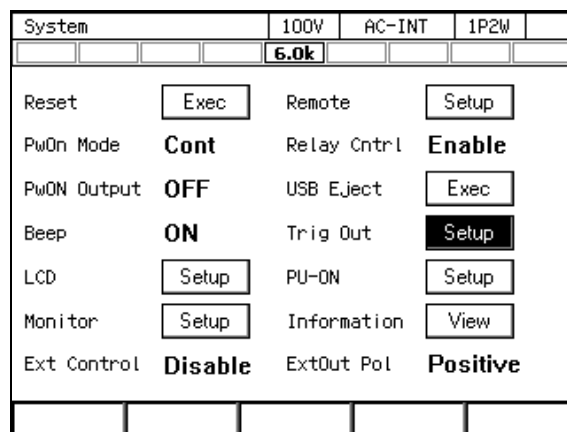 System 100V AC-INT 1P2W
6.0k
Reset Exec Remote Setup
PwOn Mode Cont Relay Cntrl Enable
PwON Output OFF USB Eject Exec
Beep ON Trig Out Setup
LCD Setup PU-ON Setup
Monitor Setup Information View
Ext Control Disable ExtOut Pol Positive